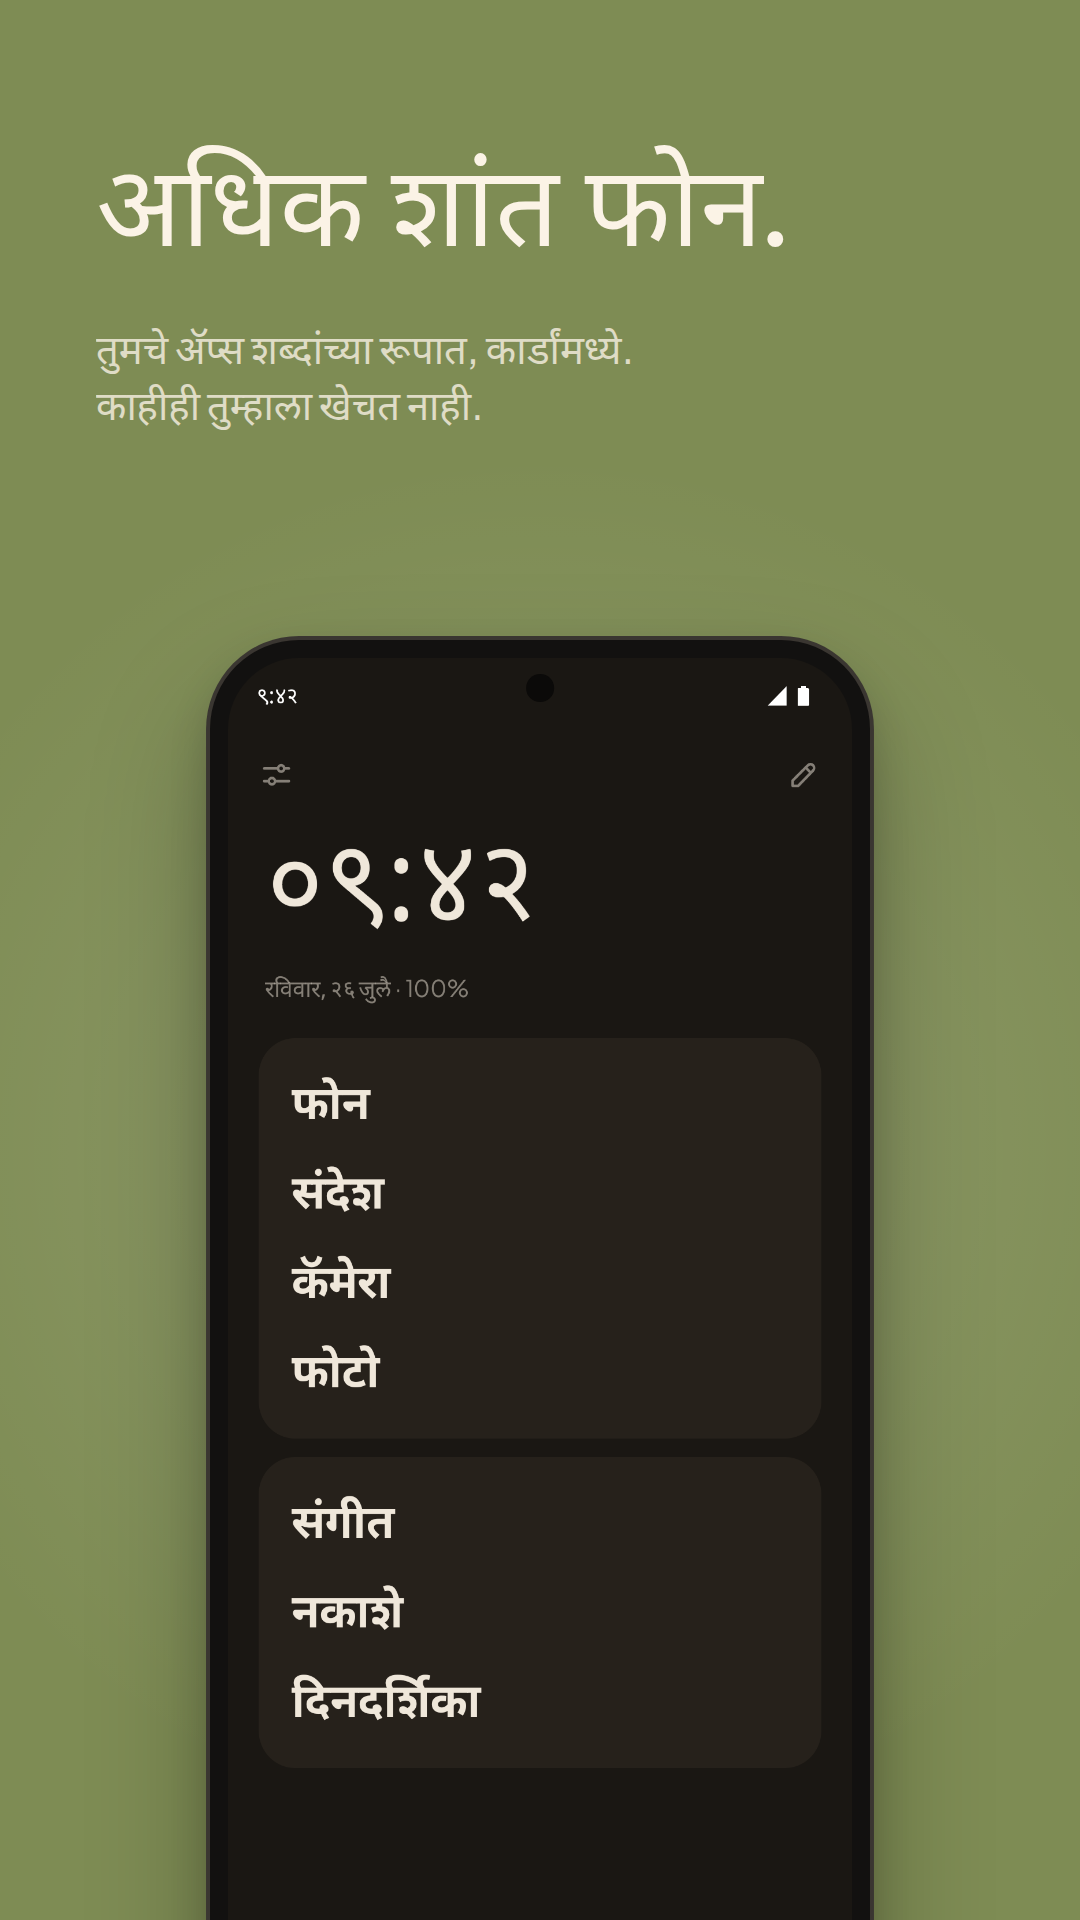 अधिक शांत फोन.
तुमचे ॲप्स शब्दांच्या रूपात, कार्डांमध्ये.
काहीही तुम्हाला खेचत नाही.
९:४२
०९:४२
रविवार, २६ जुलै · 100%
फोन
संदेश
कॅमेरा
फोटो
संगीत
नकाशे
दिनदर्शिका